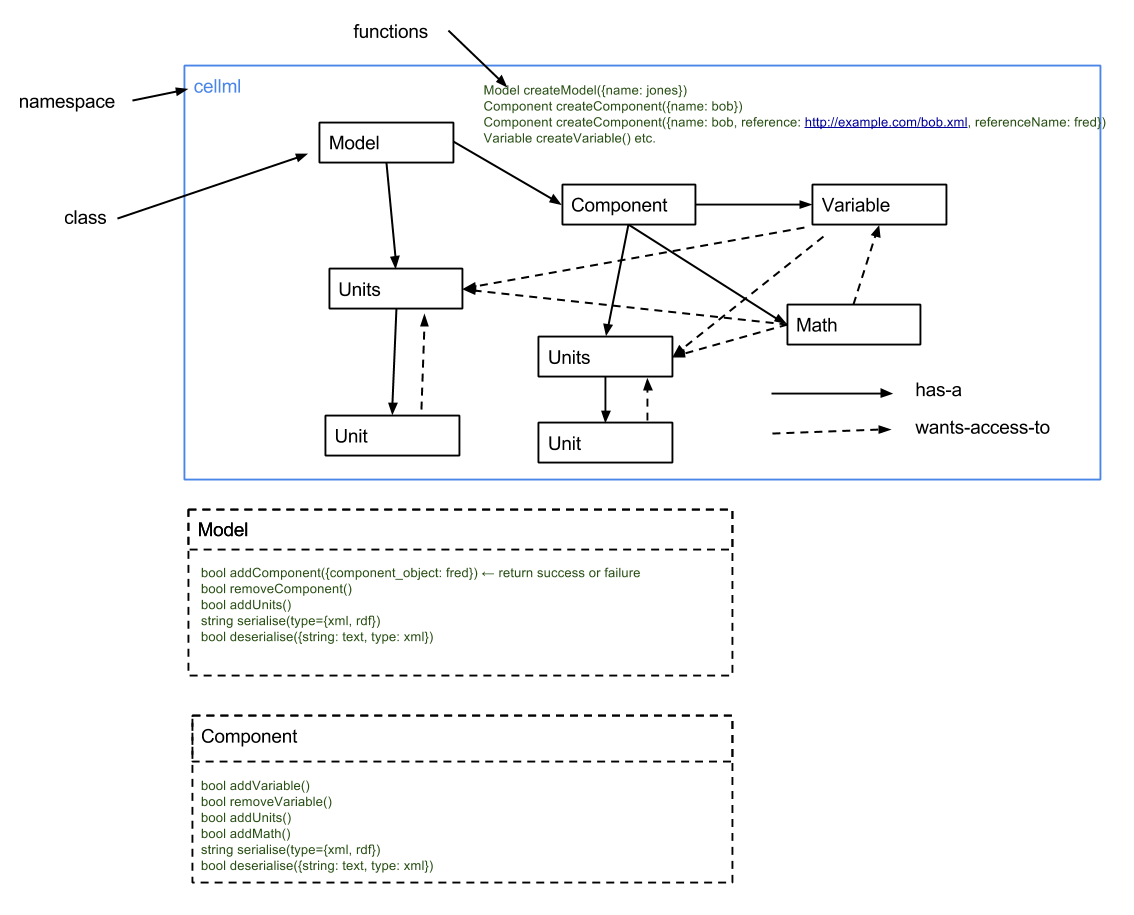 functions
cellml
namespace
Model createModel({name: jones})
Component createComponent({name: bob})
Component createComponent({name: bob, reference: http://example.com/bob.xml, referenceName: fred})
Variable createVariable() etc.
Model
class
Component
Variable
Units
Math
Units
has-a
wants-access-to
Unit
Unit
Model
bool addComponent({component_object: fred}) ← return success or failure
bool removeComponent()
bool addUnits()
string serialise(type={xml, rdf})
bool deserialise({string: text, type: xml})
Component
bool addVariable()
bool removeVariable()
bool addUnits()
bool addMath()
string serialise(type={xml, rdf})
bool deserialise({string: text, type: xml})